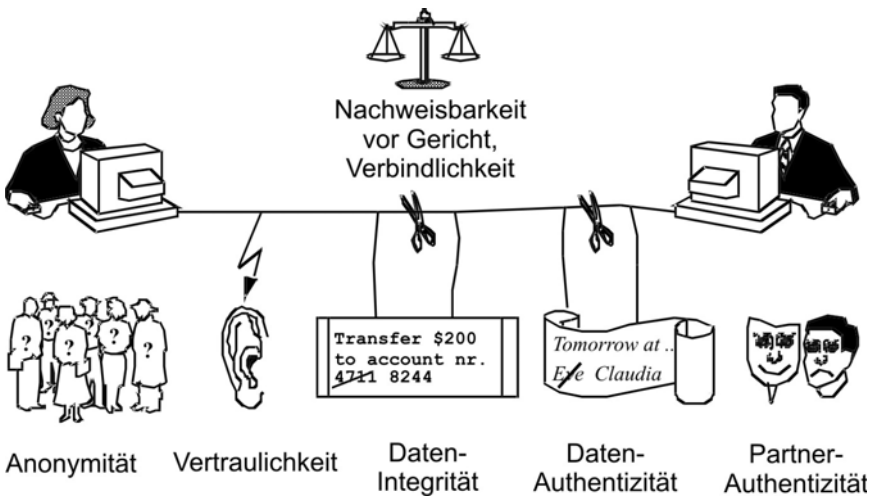 Nachweisbarkeit
vor Gericht,
Verbindlichkeit
? ? ? ? ?
Transfer $200
to account nr.
4711 8244
Tomorrow at ..
Eve Claudia
Anonymität
Vertraulichkeit
Daten-
Integrität
Daten-
Authentizität
Partner-
Authentizität